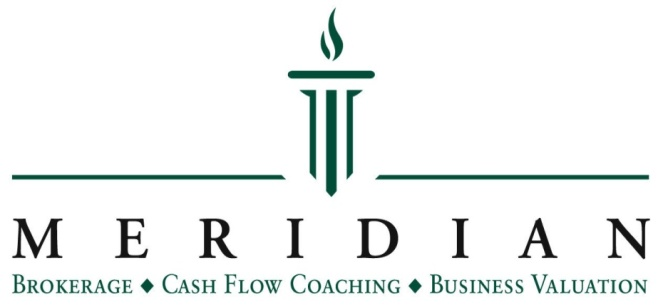 MERIDIAN
BROKERAGE ◆ CASH FLOW COACHING ◆ BUSINESS VALUATION